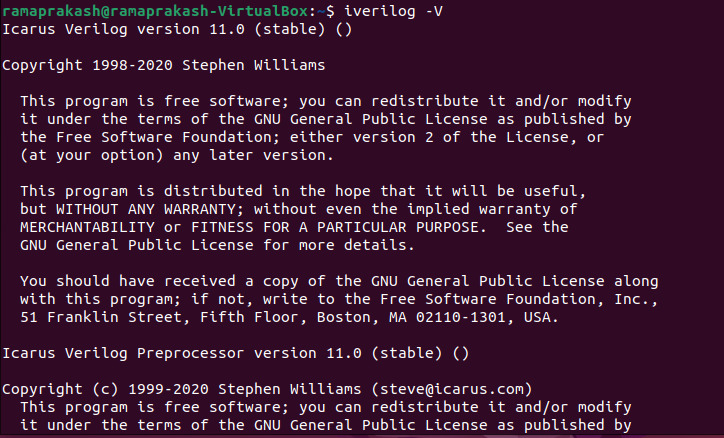 ramaprakash@ramaprakash-VirtualBox:~$ iverilog -V
Icarus Verilog version 11.0 (stable) ()
Copyright 1998-2020 Stephen Williams
This program is free software; you can redistribute it and/or modify
it under the terms of the GNU General Public License as published by
the Free Software Foundation; either version 2 of the License, or
(at your option) any later version.
This program is distributed in the hope that it will be useful,
but WITHOUT ANY WARRANTY; without even the implied warranty of
MERCHANTABILITY or FITNESS FOR A PARTICULAR PURPOSE.  See the
GNU General Public License for more details.
You should have received a copy of the GNU General Public License along
with this program; if not, write to the Free Software Foundation, Inc.,
51 Franklin Street, Fifth Floor, Boston, MA 02110-1301, USA.
Icarus Verilog Preprocessor version 11.0 (stable) ()
Copyright (c) 1999-2020 Stephen Williams (steve@icarus.com)
This program is free software; you can redistribute it and/or modify
it under the terms of the GNU General Public License as published by